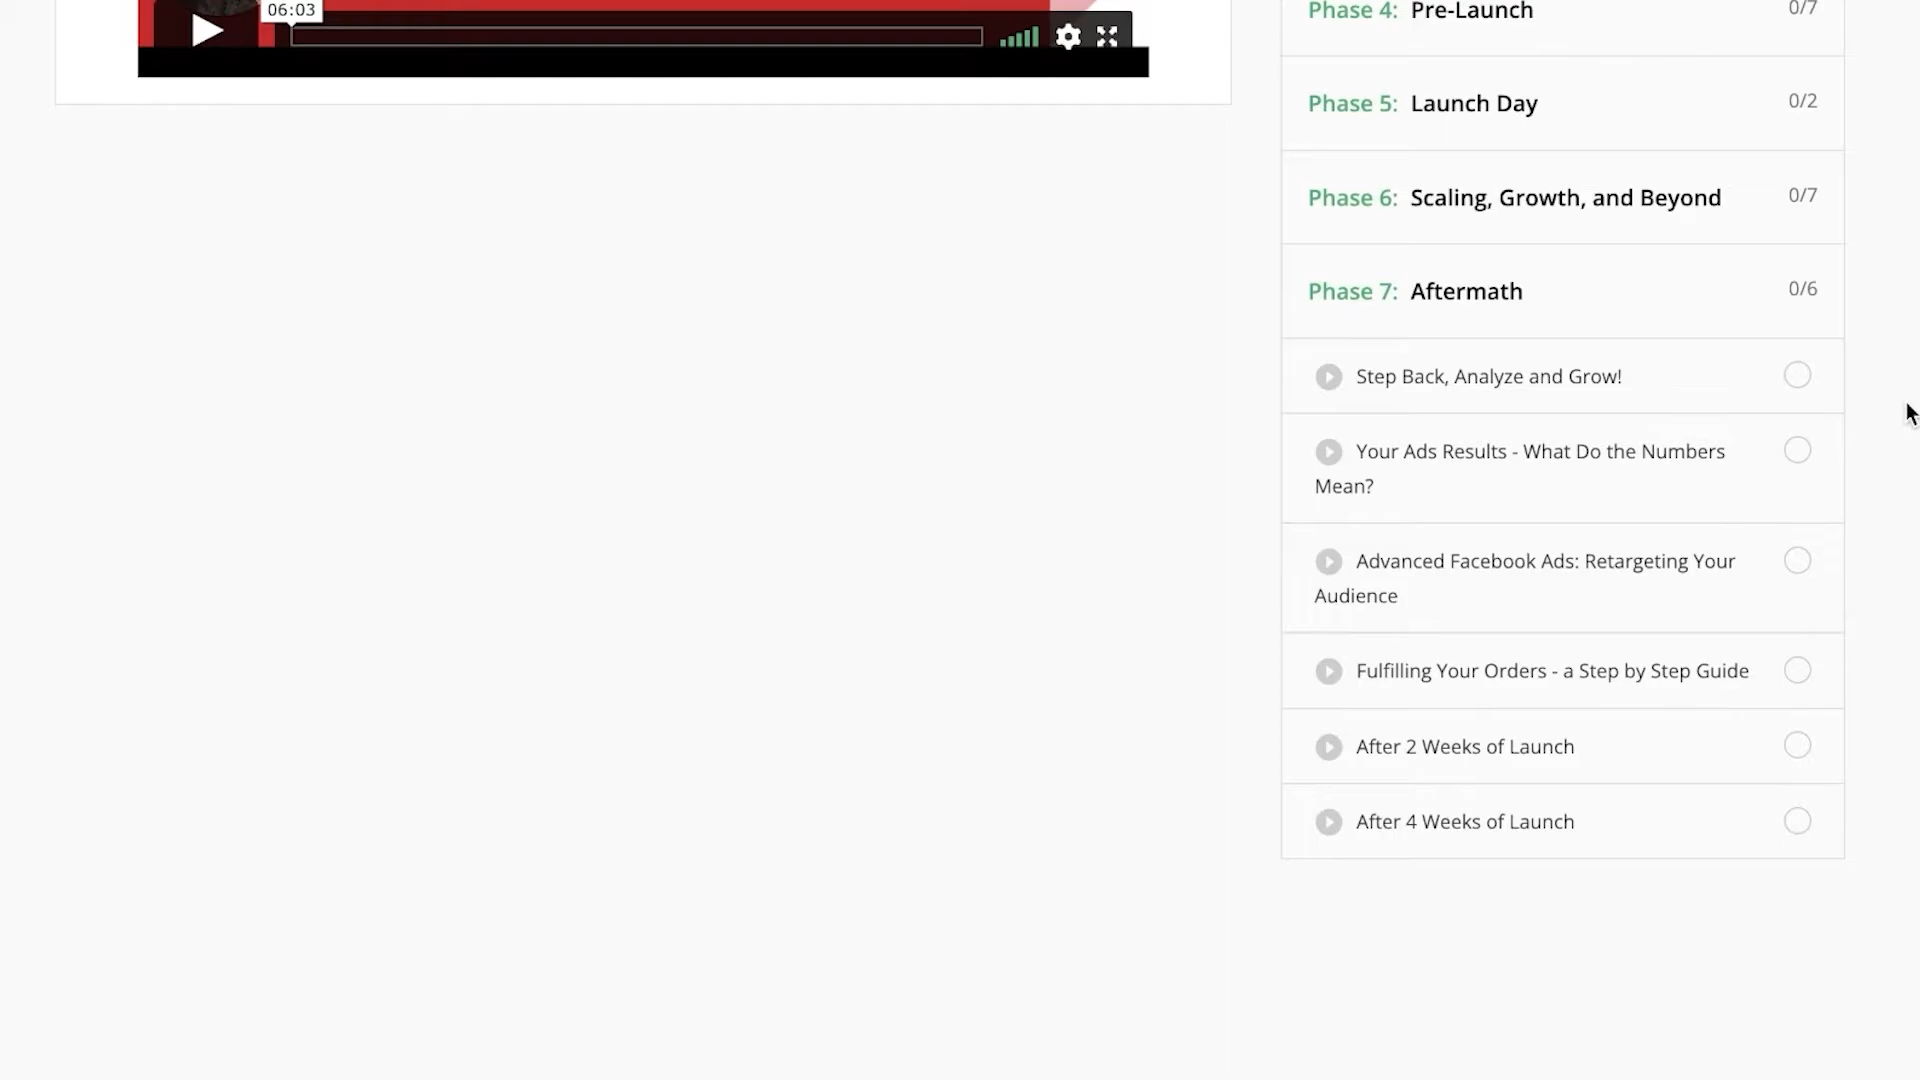 06:03
Phase 4: Pre-Launch 0/7
Phase 5: Launch Day 0/2
Phase 6: Scaling, Growth, and Beyond 0/7
Phase 7: Aftermath 0/6
Step Back, Analyze and Grow!
Your Ads Results - What Do the Numbers
Mean?
Advanced Facebook Ads: Retargeting Your
Audience
Fulfilling Your Orders - a Step by Step Guide
After 2 Weeks of Launch
After 4 Weeks of Launch